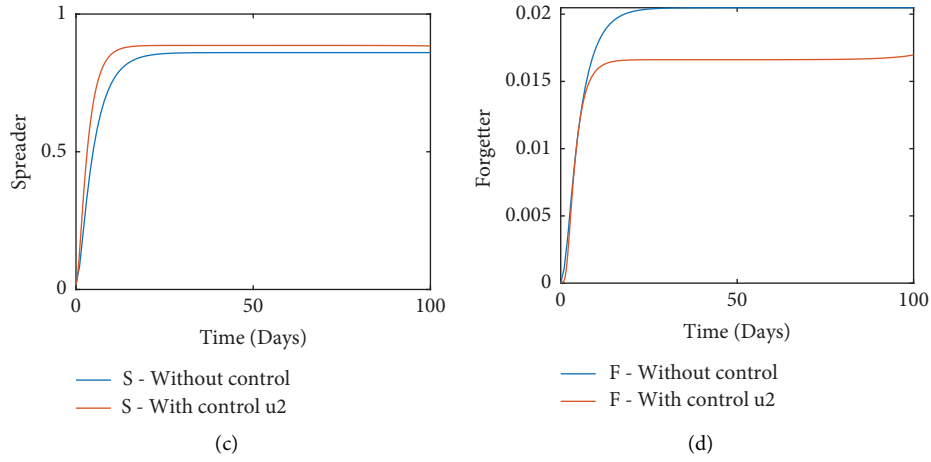 1
0.5
0
Spreader
0
50
100
Time (Days)
S - Without control
S - With control u2
(c)
0.02
0.015
0.01
0.005
0
Forgetter
0
50
100
Time (Days)
F - Without control
F - With control u2
(d)